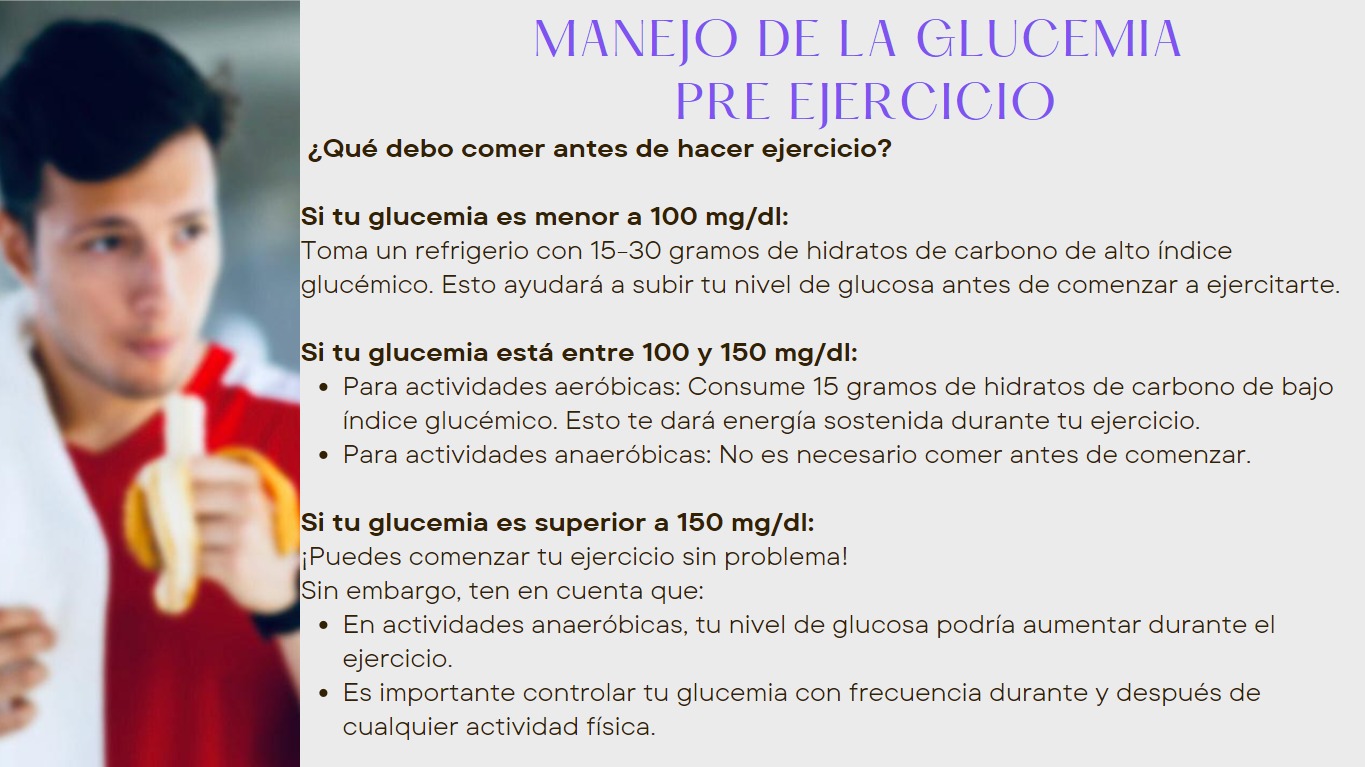 MANEJO DE LA GLUCEMIA
PRE EJERCICIO
¿Qué debo comer antes de hacer ejercicio?
Si tu glucemia es menor a 100 mg/dl:
Toma un refrigerio con 15-30 gramos de hidratos de carbono de alto índice
glucémico. Esto ayudará a subir tu nivel de glucosa antes de comenzar a ejercitarte.
Si tu glucemia está entre 100 y 150 mg/dl:
• Para actividades aeróbicas: Consume 15 gramos de hidratos de carbono de bajo
índice glucémico. Esto te dará energía sostenida durante tu ejercicio.
• Para actividades anaeróbicas: No es necesario comer antes de comenzar.
Si tu glucemia es superior a 150 mg/dl:
¡Puedes comenzar tu ejercicio sin problema!
Sin embargo, ten en cuenta que:
• En actividades anaeróbicas, tu nivel de glucosa podría aumentar durante el
ejercicio.
• Es importante controlar tu glucemia con frecuencia durante y después de
cualquier actividad física.